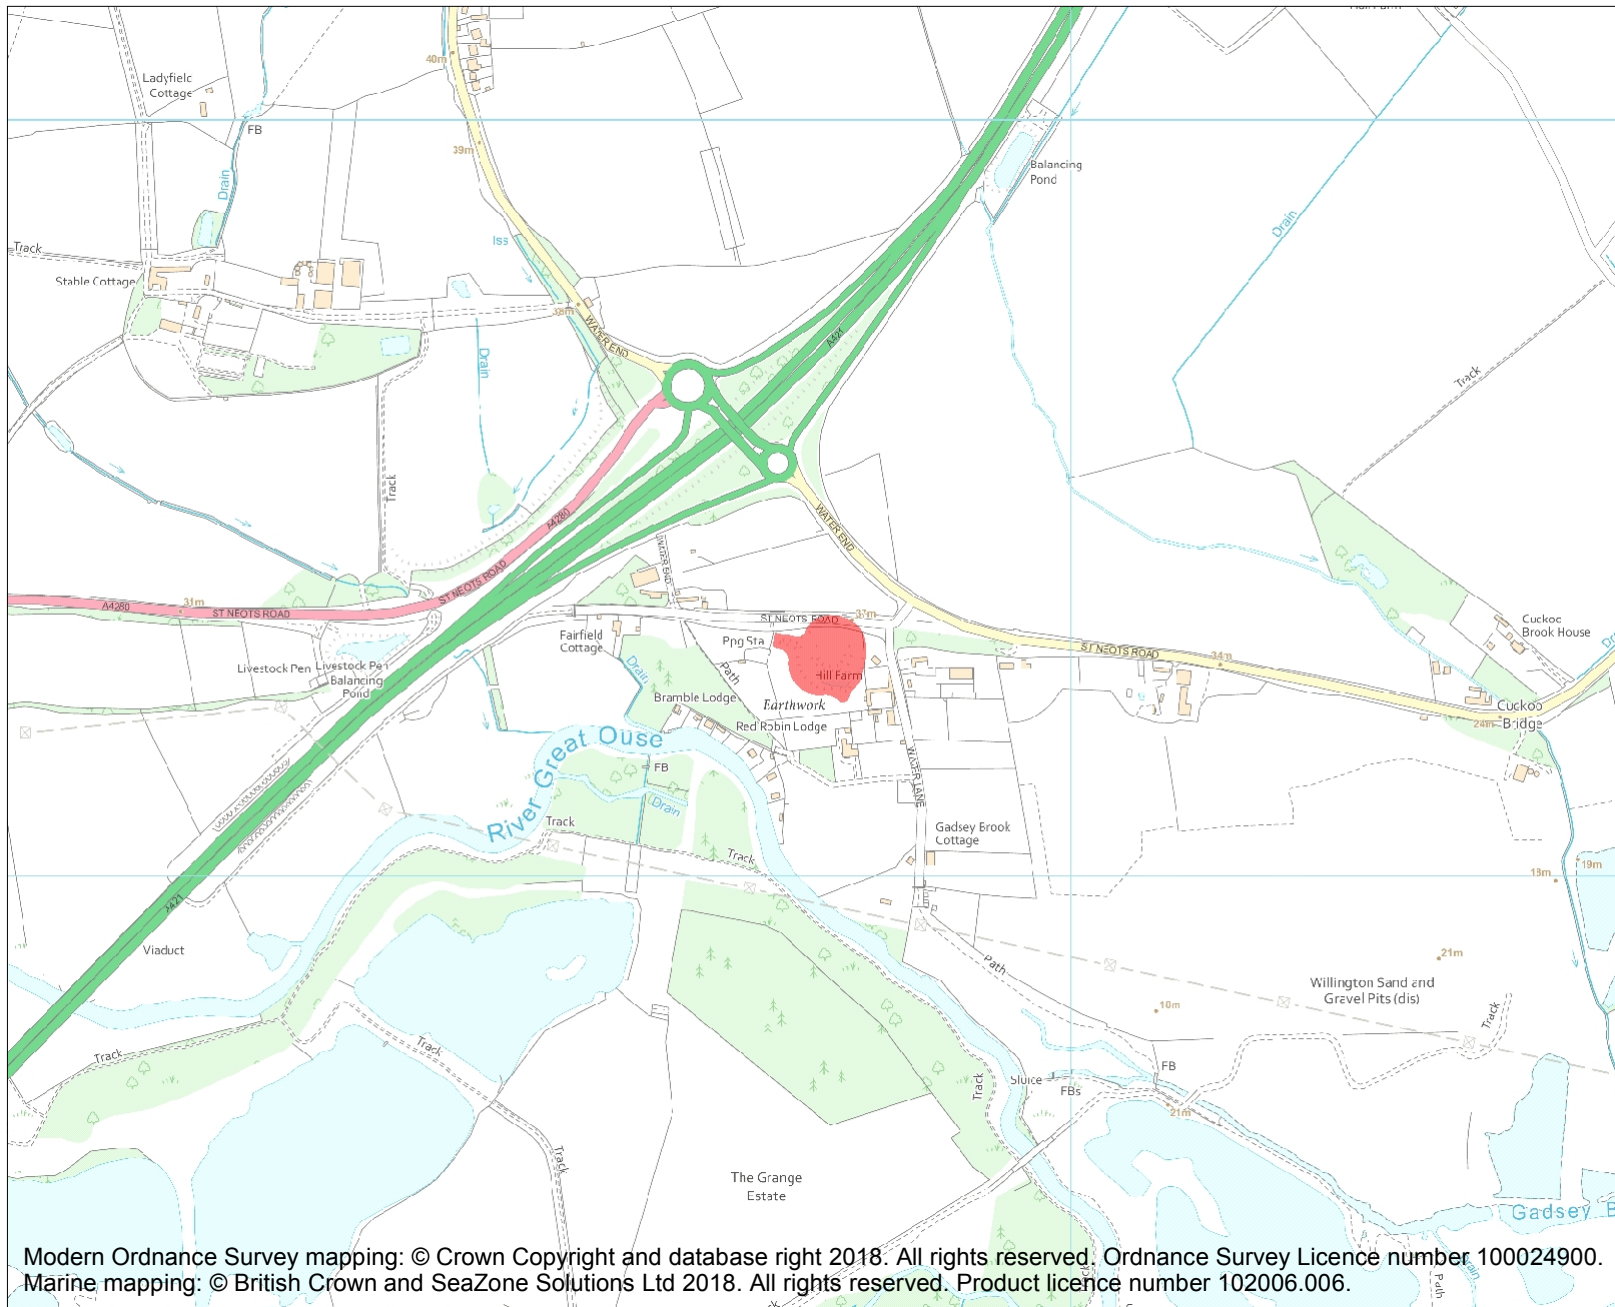 Ladyfield
Cottage
40m
FB
39m
Balancing
Pond
Drain
Drain
Iss
Track
Stable Cottage
38m
WATER END
A421
Drain
Track
Track
A4280
WATER END
WATER END
ST NEOTS ROAD
A4280
31m
ST NEOTS ROAD
ST NEOTS ROAD
37m
Ppg Sta
Fairfield
Cottage
Cuckoo
Brook House
ST NEOTS ROAD
34m
Livestock Pen
Livestock Pen
Balancing
Pond
Drain
Path
Hill Farm
Bramble Lodge
Earthwork
Red Robin Lodge
Cuckoo
Bridge
24m
River Great Ouse
FB
WATER LANE
Drain
Track
Track
Gadsey Brook
Cottage
19m
18m
A421
Viaduct
Path
21m
Willington Sand and
Gravel Pits (dis)
Track
Track
Track
Track
Sluice
FBs
FB
21m
Track
The Grange
Estate
Gadsey B
Path
Drain
Modern Ordnance Survey mapping: © Crown Copyright and database right 2018. All rights reserved. Ordnance Survey Licence number 100024900.
Marine mapping: © British Crown and SeaZone Solutions Ltd 2018. All rights reserved. Product licence number 102006.006.